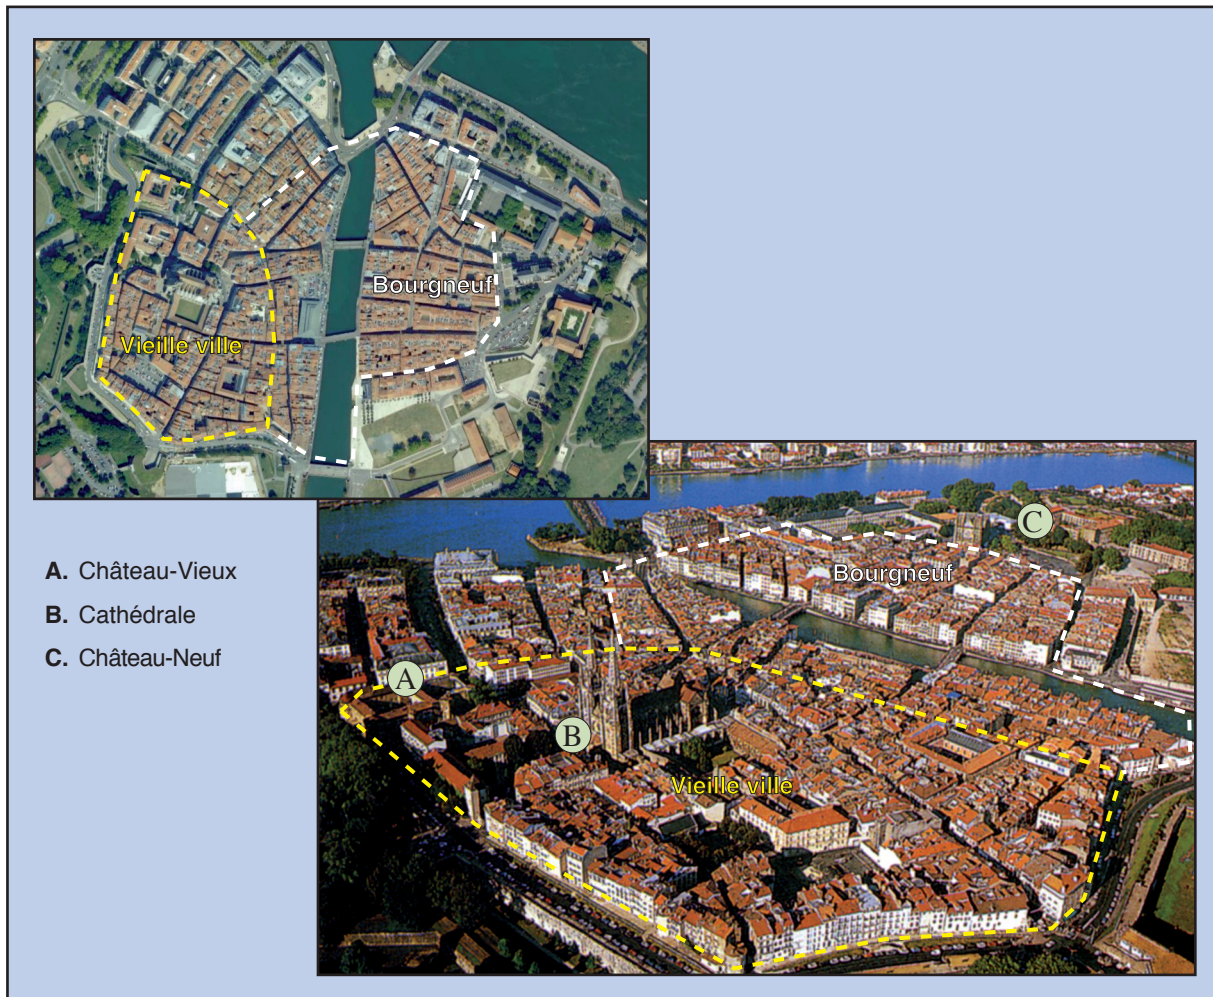 Bourgneuf
Vieille ville
A. Château-Vieux
B. Cathédrale
C. Château-Neuf
C
Bourgneuf
A
B
Vieille ville